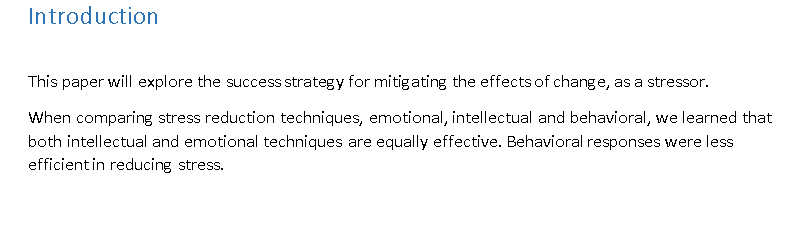 Introduction
This paper will explore the success strategy for mitigating the effects of change, as a stressor.
When comparing stress reduction techniques, emotional, intellectual and behavioral, we learned that
both intellectual and emotional techniques are equally effective. Behavioral responses were less
efficient in reducing stress.